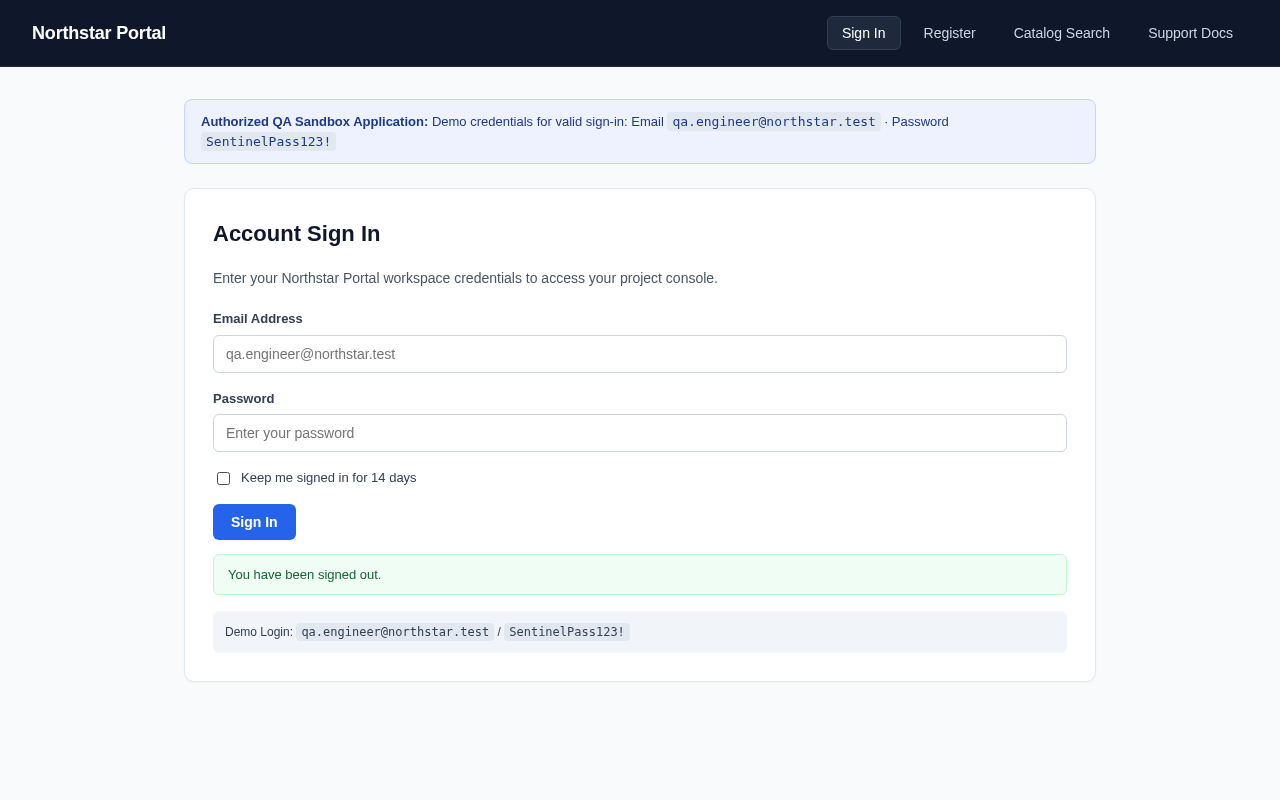 Northstar Portal
Sign In
Register
Catalog Search
Support Docs
Authorized QA Sandbox Application: Demo credentials for valid sign-in: Email qa.engineer@northstar.test · Password
SentinelPass123!
Account Sign In
Enter your Northstar Portal workspace credentials to access your project console.
Email Address
qa.engineer@northstar.test
Password
Enter your password
Keep me signed in for 14 days
Sign In
You have been signed out.
Demo Login: qa.engineer@northstar.test / SentinelPass123!